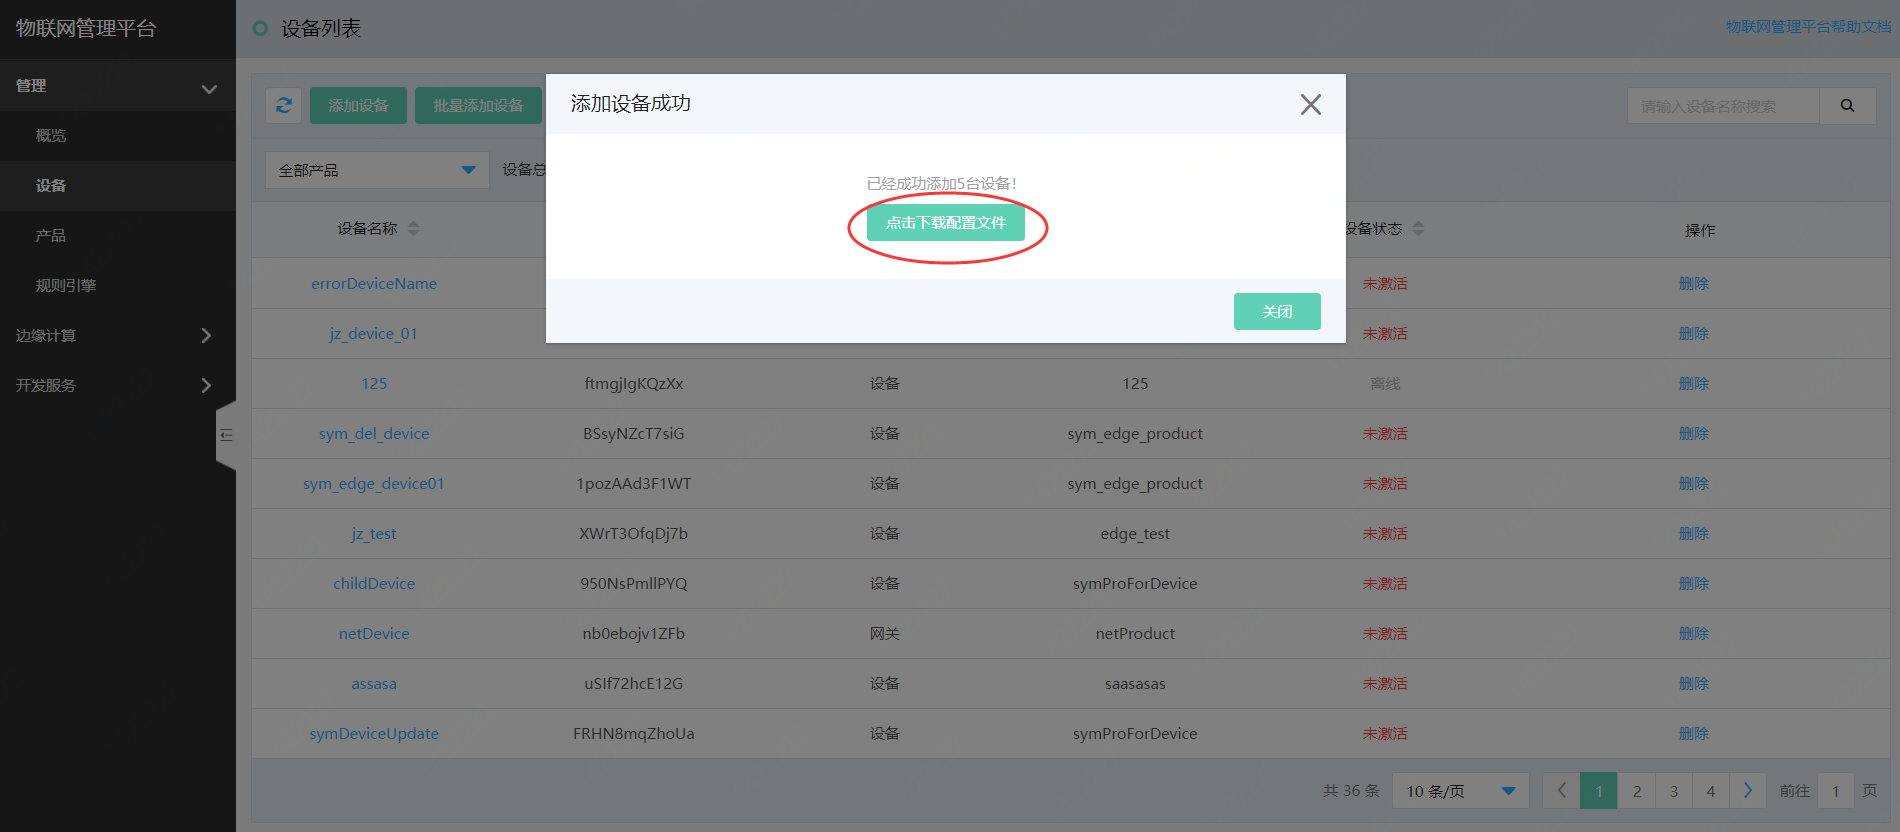 物联网管理平台
设备列表
物联网管理平台帮助文档
管理
概览
设备
产品
规则引擎
边缘计算
开发服务
添加设备
批量添加设备
请输入设备名称搜索
全部产品
设备总
添加设备成功
已经成功添加5台设备!
点击下载配置文件
关闭
设备名称
设备状态
操作
errorDeviceName 未激活 删除
jz_device_01 未激活 删除
125 ftmgjIgKQzXx 设备 125 离线 删除
sym_del_device BSsyNZcT7siG 设备 sym_edge_product 未激活 删除
sym_edge_device01 1pozAAd3F1WT 设备 sym_edge_product 未激活 删除
jz_test XWrT3OfqDj7b 设备 edge_test 未激活 删除
childDevice 950NsPmllPYQ 设备 symProForDevice 未激活 删除
netDevice nb0ebojv1ZFb 网关 netProduct 未激活 删除
assasa uSIf72hcE12G 设备 saasasas 未激活 删除
symDeviceUpdate FRHN8mqZhoUa 设备 symProForDevice 未激活 删除
共 36 条 10 条/页 1 2 3 4 前往 1 页